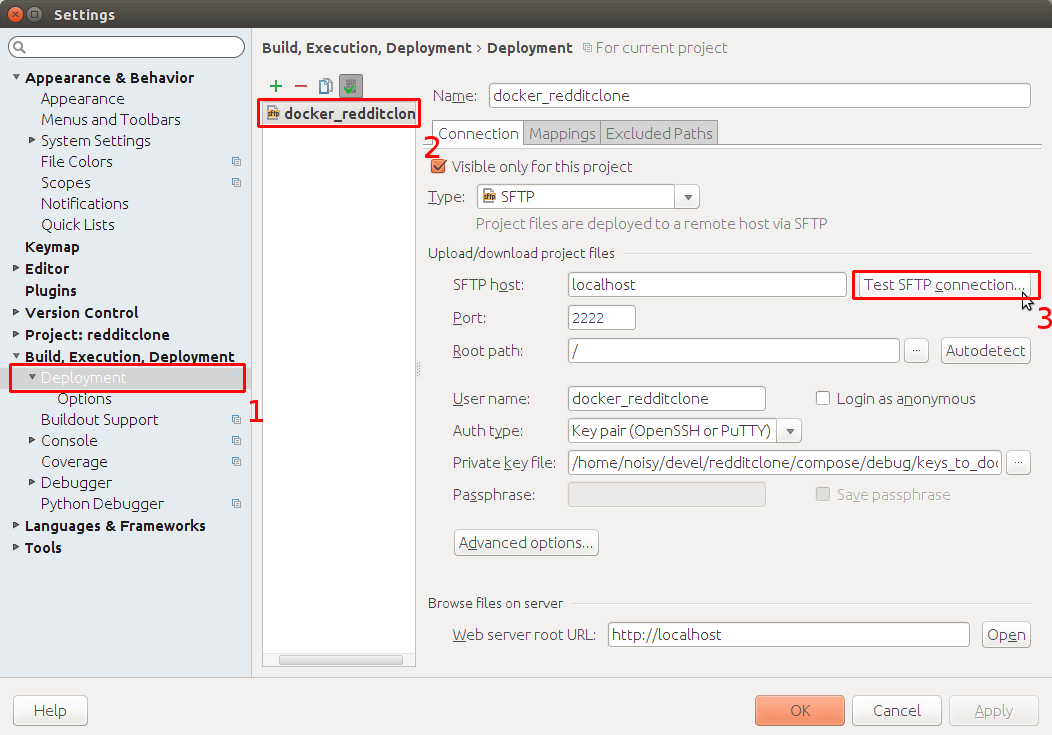 Settings
Build, Execution, Deployment › Deployment For current project
Appearance & Behavior
Appearance
Menus and Toolbars
System Settings
File Colors
Scopes
Notifications
Quick Lists
Keymap
Editor
Plugins
Version Control
Project: redditclone
Build, Execution, Deployment
Deployment
1
Options
Buildout Support
Console
Coverage
Debugger
Python Debugger
Languages & Frameworks
Tools
docker_redditclon
2
Name: docker_redditclone
Connection Mappings Excluded Paths
Visible only for this project
Type: SFTP
Project files are deployed to a remote host via SFTP
Upload/download project files
SFTP host: localhost Test SFTP connection...
3
Port: 2222
Root path: / ... Autodetect
User name: docker_redditclone Login as anonymous
Auth type: Key pair (OpenSSH or PuTTY)
Private key file: /home/noisy/devel/redditclone/compose/debug/keys_to_doc ...
Passphrase: Save passphrase
Advanced options...
Browse files on server
Web server root URL: http://localhost Open
Help OK Cancel Apply